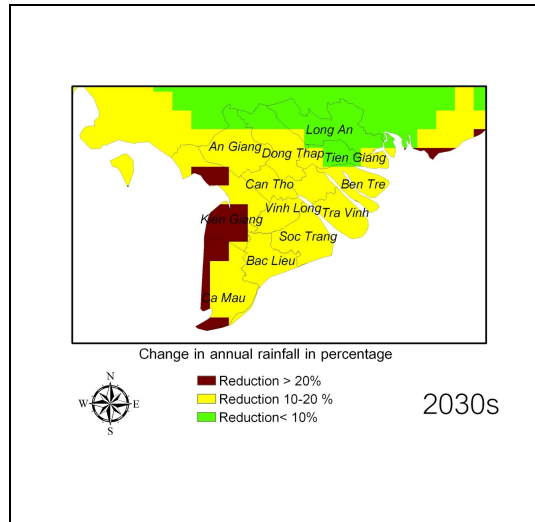 Long An
An Giang
Dong Thap
Tien Giang
Can Tho
Ben Tre
Vinh Long
Tra Vinh
Kien Giang
Soc Trang
Bac Lieu
Ca Mau
Change in annual rainfall in percentage
N
W
E
S
Reduction > 20%
Reduction 10-20 %
Reduction< 10%
2030s